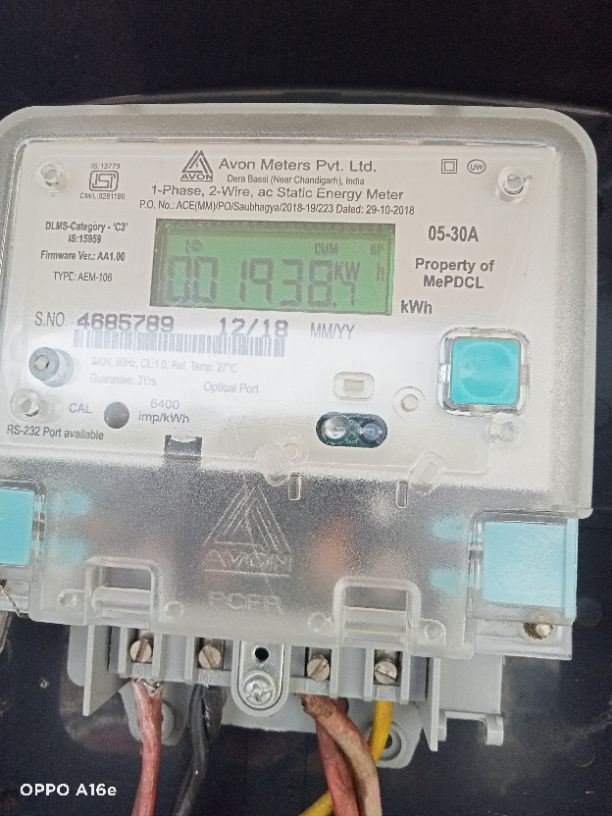 IS:13779
ISI
CM/L:9281180
AVON
Avon Meters Pvt. Ltd.
Dera Bassi (Near Chandigarh), India
1-Phase, 2-Wire, ac Static Energy Meter
P.O. No.: ACE(MM)/PO/Saubhagya/2018-19/223 Dated: 29-10-2018
UW
DLMS-Category - 'C3'
IS:15959
Firmware Ver.: AA1.00
TYPE: AEM-106
CUM
001938.4 KW h
05-30A
Property of
MePDCL
kWh
S.NO. 4685789 12/18 MM/YY
240V, 50Hz, CL:1.0, Ref. Temp. 27°C
Guarantee: 3Yrs.
Optical Port
CAL
6400
imp/kWh
RS-232 Port available
AVON
OPPO A16e